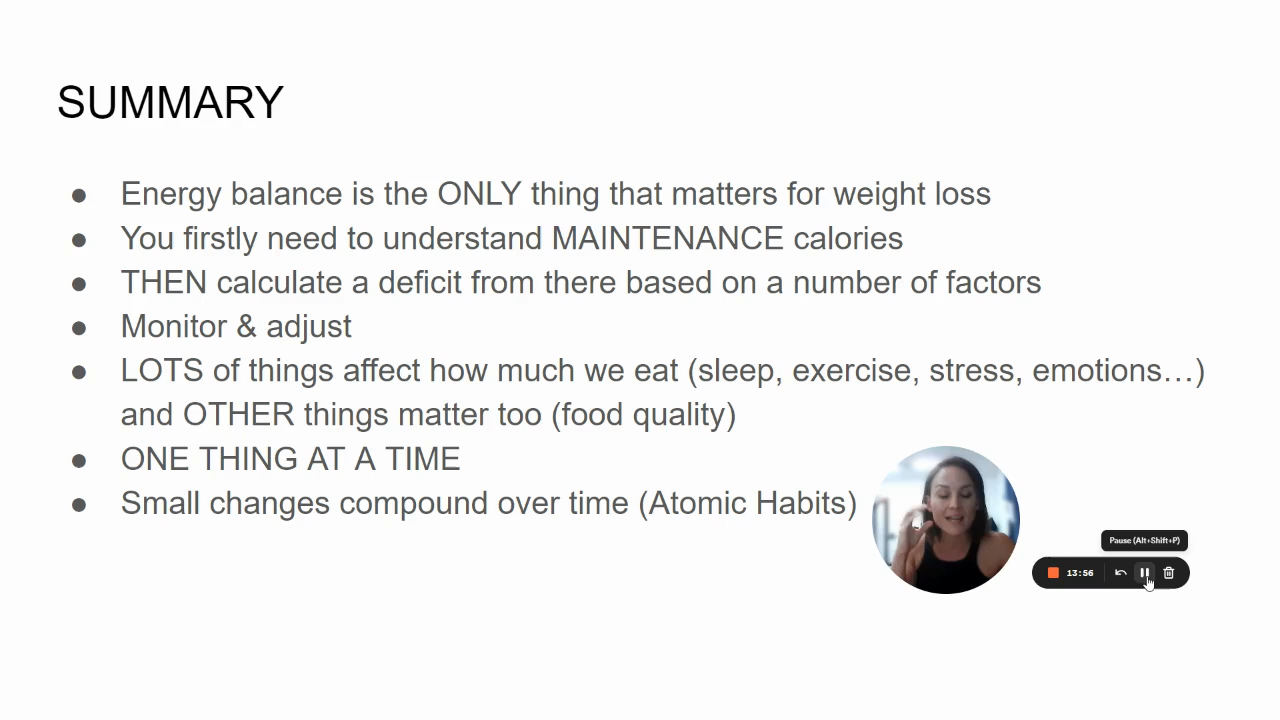 SUMMARY
● Energy balance is the ONLY thing that matters for weight loss
● You firstly need to understand MAINTENANCE calories
● THEN calculate a deficit from there based on a number of factors
● Monitor & adjust
● LOTS of things affect how much we eat (sleep, exercise, stress, emotions…)
and OTHER things matter too (food quality)
● ONE THING AT A TIME
● Small changes compound over time (Atomic Habits)
Pause (Alt+Shift+P)
13:56